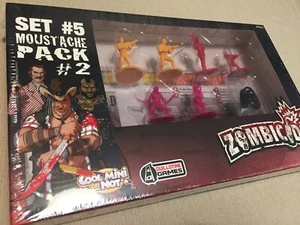 SET #5
MOUSTACHE
PACK
#2
COOL MINI
OR NOT
GUILLOTINE
GAMES
ZOMBICIDE